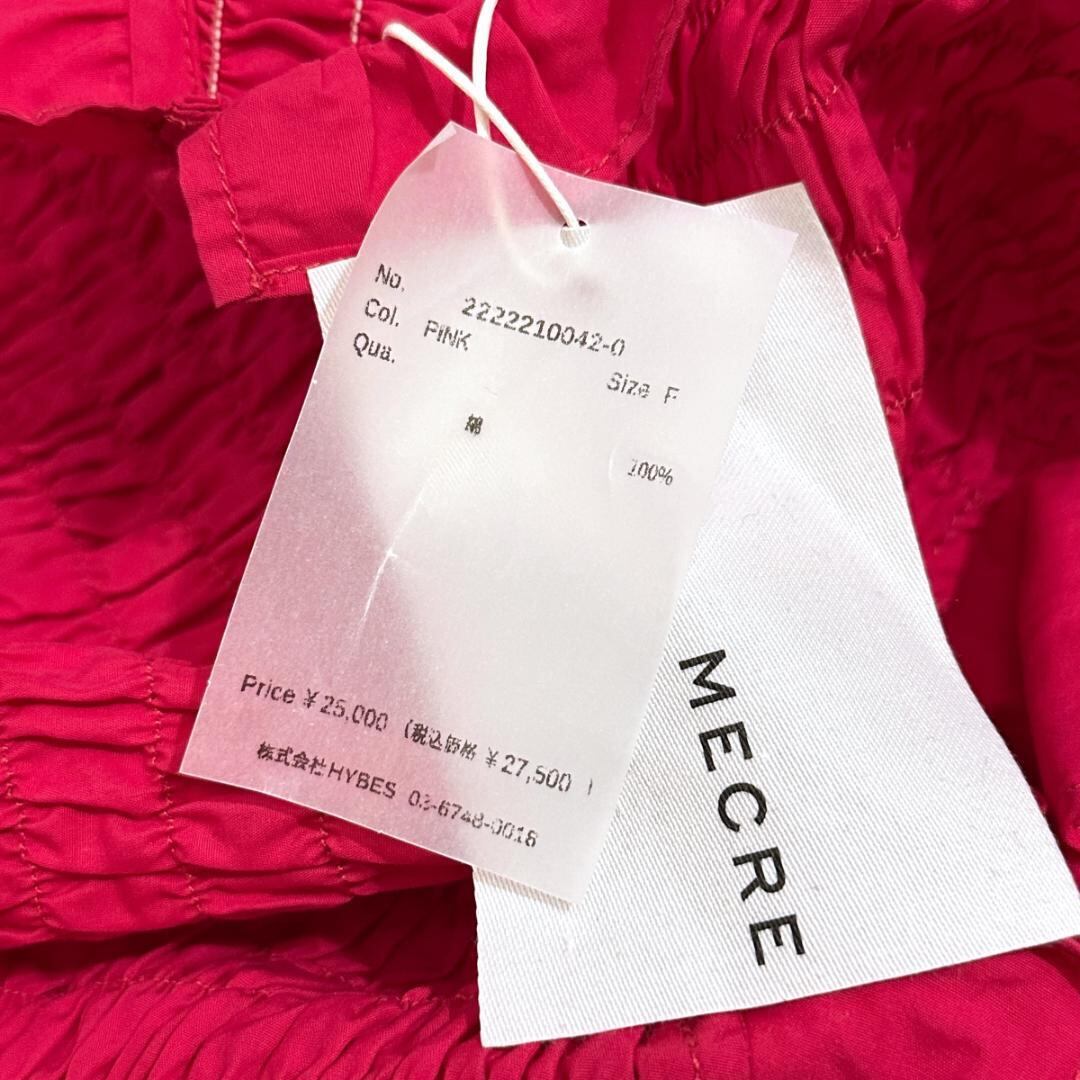 No. 2222210042-0
Col. PINK Size F
Qua.
綿 100%
Price ¥25,000 (税込価格 ¥27,500 )
株式会社HYBES 03-6748-0018
MECRE